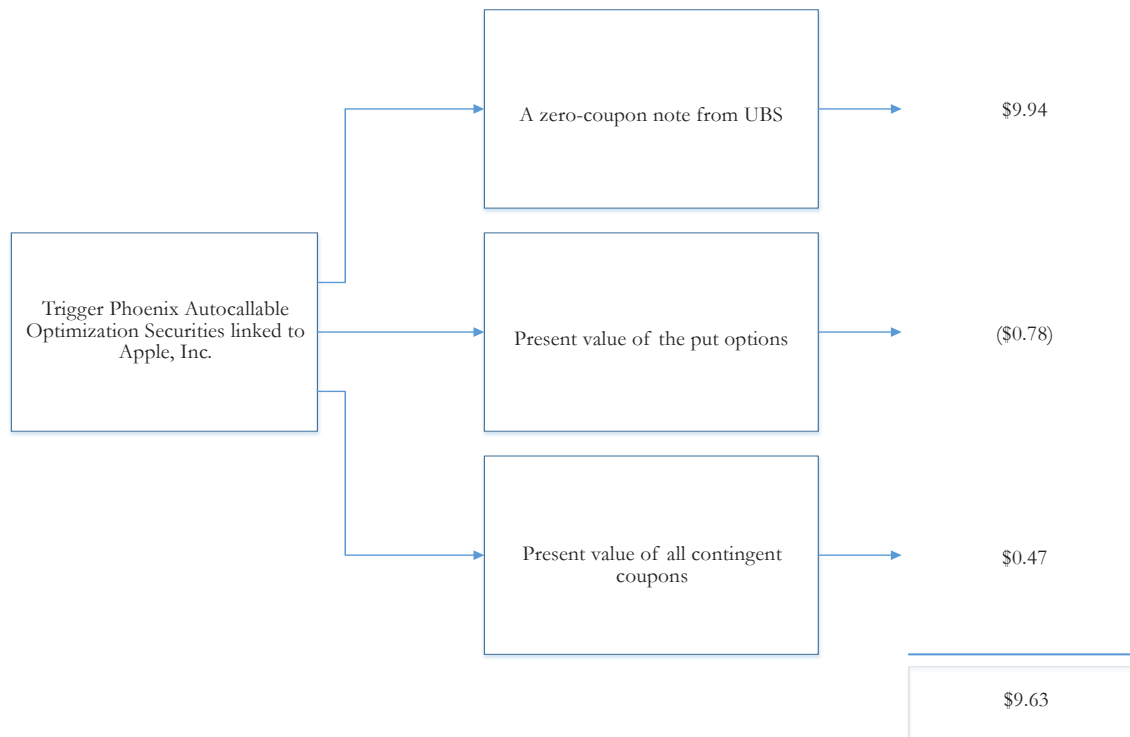 A zero-coupon note from UBS
$9.94
Trigger Phoenix Autocallable
Optimization Securities linked to
Apple, Inc.
Present value of the put options
($0.78)
Present value of all contingent
coupons
$0.47
$9.63